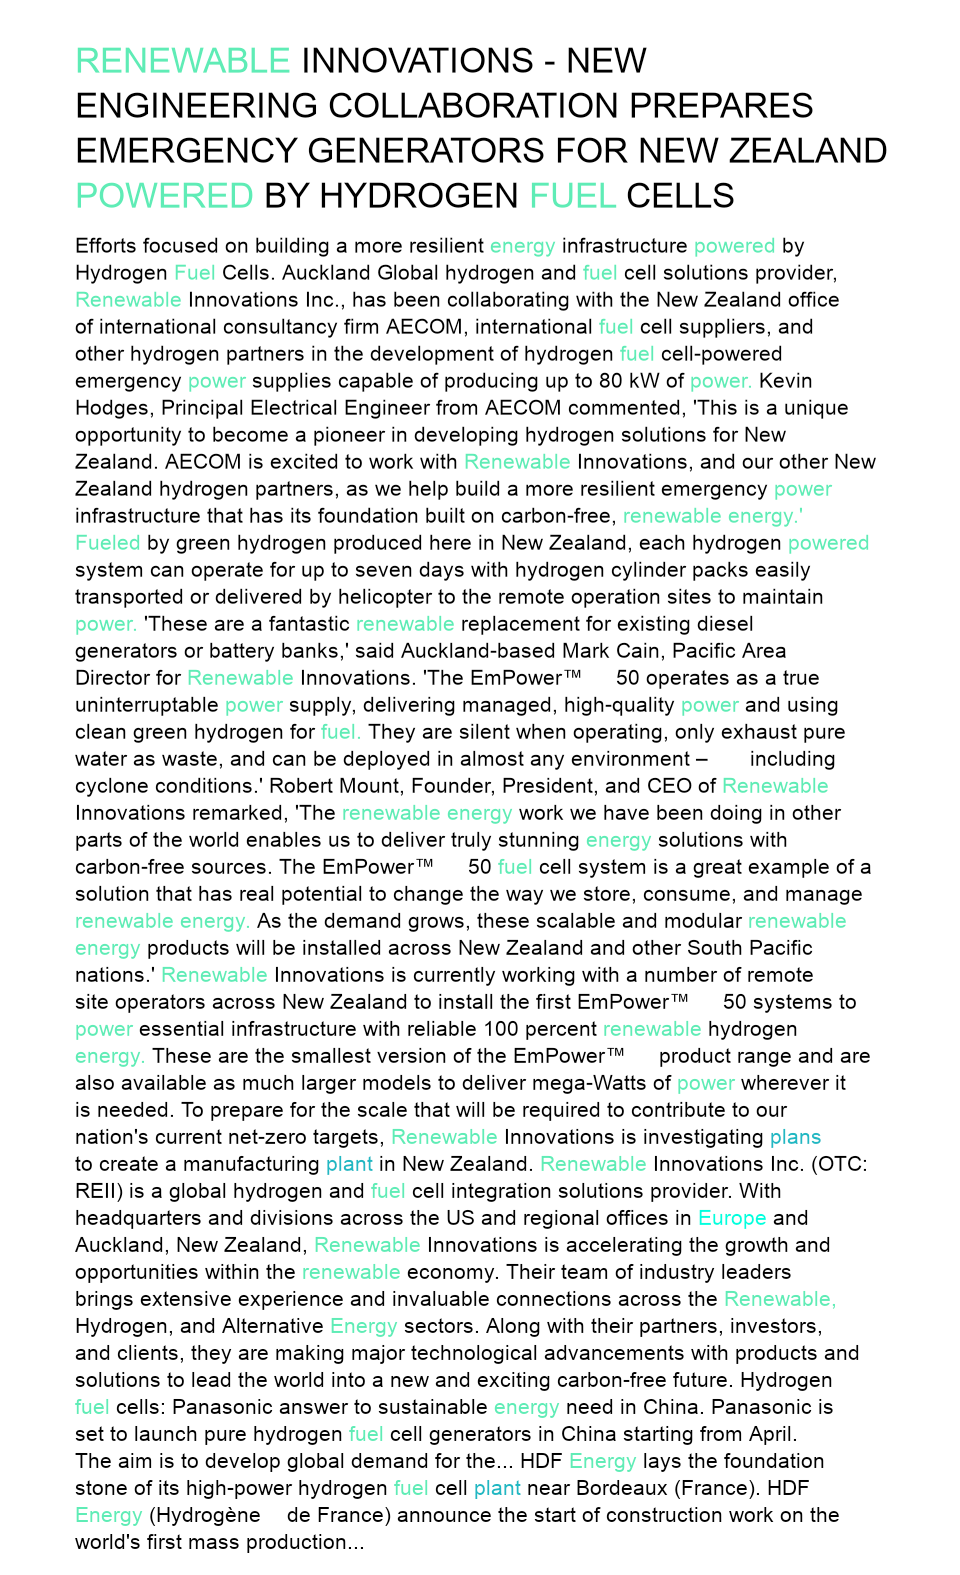 RENEWABLE INNOVATIONS - NEW
ENGINEERING COLLABORATION PREPARES
EMERGENCY GENERATORS FOR NEW ZEALAND
POWERED BY HYDROGEN FUEL CELLS
Efforts focused on building a more resilient energy infrastructure powered by
Hydrogen Fuel Cells. Auckland Global hydrogen and fuel cell solutions provider,
Renewable Innovations Inc., has been collaborating with the New Zealand office
of international consultancy firm AECOM, international fuel cell suppliers, and
other hydrogen partners in the development of hydrogen fuel cell-powered
emergency power supplies capable of producing up to 80 kW of power. Kevin
Hodges, Principal Electrical Engineer from AECOM commented, 'This is a unique
opportunity to become a pioneer in developing hydrogen solutions for New
Zealand. AECOM is excited to work with Renewable Innovations, and our other New
Zealand hydrogen partners, as we help build a more resilient emergency power
infrastructure that has its foundation built on carbon-free, renewable energy.'
Fueled by green hydrogen produced here in New Zealand, each hydrogen powered
system can operate for up to seven days with hydrogen cylinder packs easily
transported or delivered by helicopter to the remote operation sites to maintain
power. 'These are a fantastic renewable replacement for existing diesel
generators or battery banks,' said Auckland-based Mark Cain, Pacific Area
Director for Renewable Innovations. 'The EmPower™ 50 operates as a true
uninterruptable power supply, delivering managed, high-quality power and using
clean green hydrogen for fuel. They are silent when operating, only exhaust pure
water as waste, and can be deployed in almost any environment – including
cyclone conditions.' Robert Mount, Founder, President, and CEO of Renewable
Innovations remarked, 'The renewable energy work we have been doing in other
parts of the world enables us to deliver truly stunning energy solutions with
carbon-free sources. The EmPower™ 50 fuel cell system is a great example of a
solution that has real potential to change the way we store, consume, and manage
renewable energy. As the demand grows, these scalable and modular renewable
energy products will be installed across New Zealand and other South Pacific
nations.' Renewable Innovations is currently working with a number of remote
site operators across New Zealand to install the first EmPower™ 50 systems to
power essential infrastructure with reliable 100 percent renewable hydrogen
energy. These are the smallest version of the EmPower™ product range and are
also available as much larger models to deliver mega-Watts of power wherever it
is needed. To prepare for the scale that will be required to contribute to our
nation's current net-zero targets, Renewable Innovations is investigating plans
to create a manufacturing plant in New Zealand. Renewable Innovations Inc. (OTC:
REII) is a global hydrogen and fuel cell integration solutions provider. With
headquarters and divisions across the US and regional offices in Europe and
Auckland, New Zealand, Renewable Innovations is accelerating the growth and
opportunities within the renewable economy. Their team of industry leaders
brings extensive experience and invaluable connections across the Renewable,
Hydrogen, and Alternative Energy sectors. Along with their partners, investors,
and clients, they are making major technological advancements with products and
solutions to lead the world into a new and exciting carbon-free future. Hydrogen
fuel cells: Panasonic answer to sustainable energy need in China. Panasonic is
set to launch pure hydrogen fuel cell generators in China starting from April.
The aim is to develop global demand for the... HDF Energy lays the foundation
stone of its high-power hydrogen fuel cell plant near Bordeaux (France). HDF
Energy (Hydrogène de France) announce the start of construction work on the
world's first mass production...